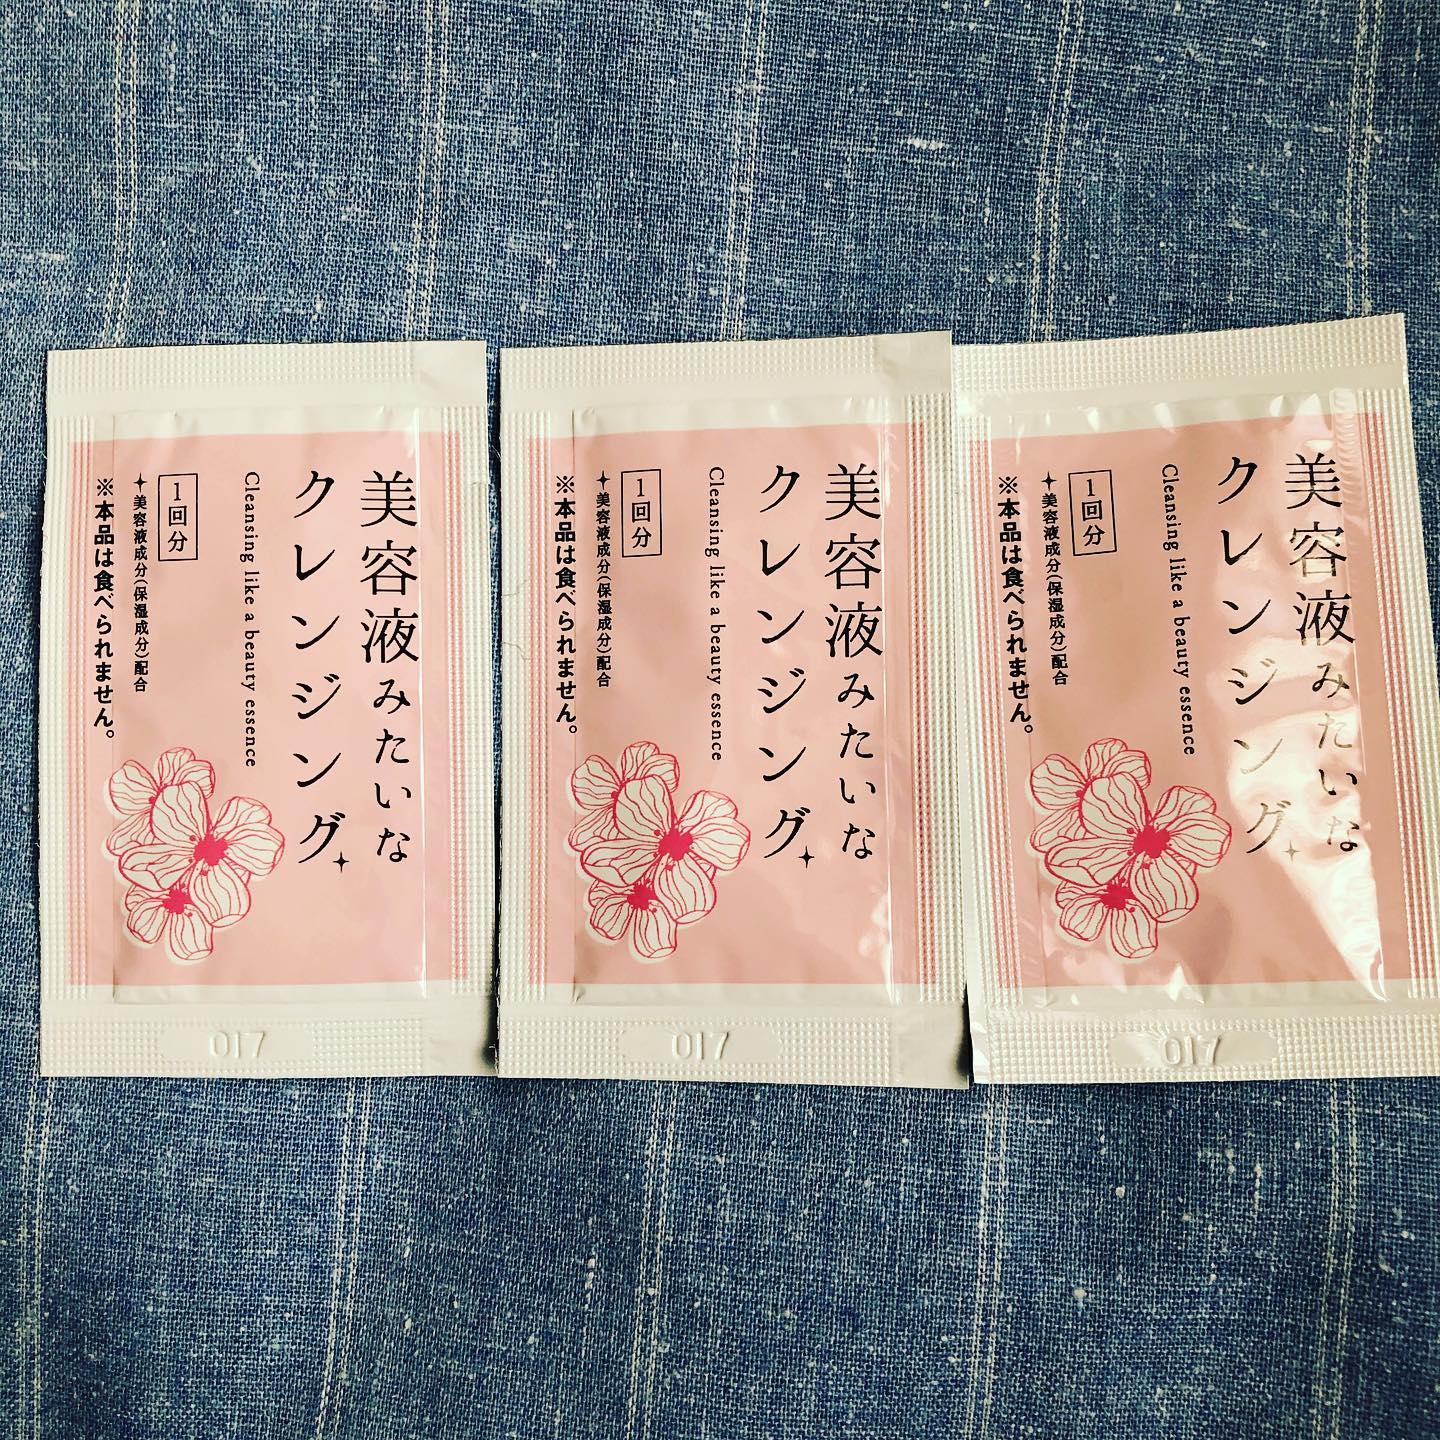 美容液みたいな
クレンジング
Cleansing like a beauty essence
1回分
美容液成分(保湿成分)配合
※本品は食べられません。
017
美容液みたいな
クレンジング
Cleansing like a beauty essence
1回分
美容液成分(保湿成分)配合
※本品は食べられません。
017
美容液みたいな
クレンジング
Cleansing like a beauty essence
1回分
美容液成分(保湿成分)配合
※本品は食べられません。
017